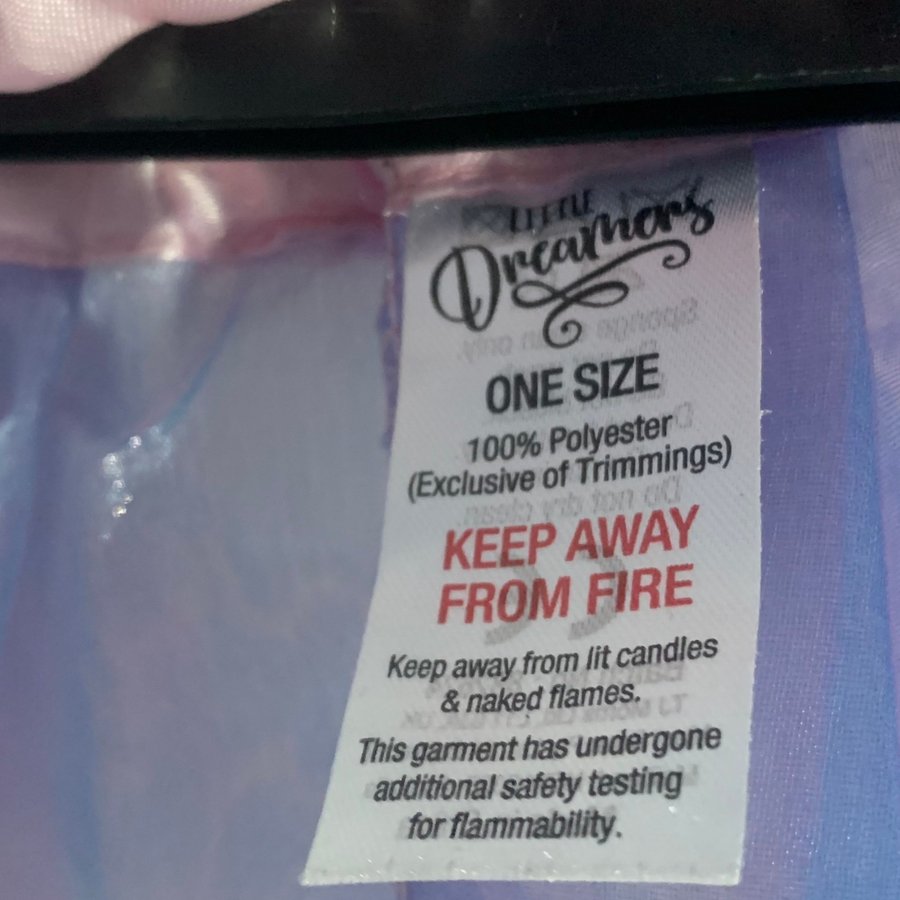 LITTLE
Dreamers
ONE SIZE
100% Polyester
(Exclusive of Trimmings)
KEEP AWAY
FROM FIRE
Keep away from lit candles
& naked flames.
This garment has undergone
additional safety testing
for flammability.